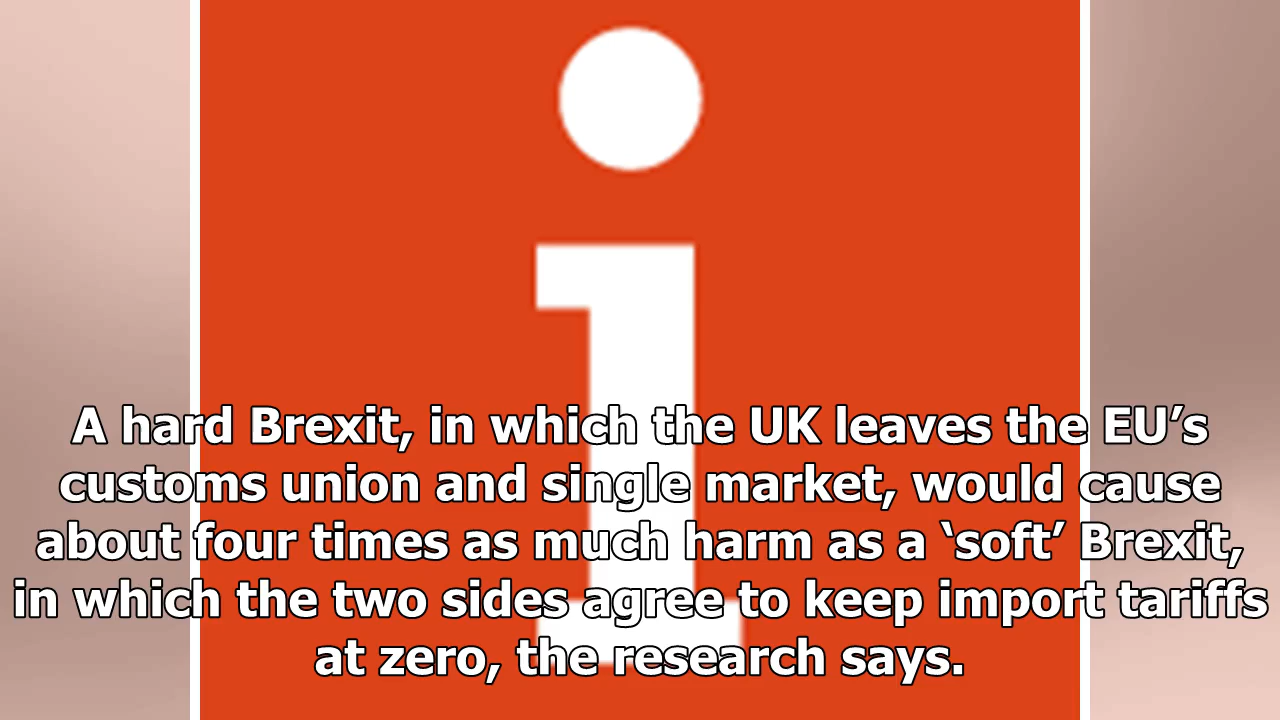 A hard Brexit, in which the UK leaves the EU’s
customs union and single market, would cause
about four times as much harm as a ‘soft’ Brexit,
in which the two sides agree to keep import tariffs
at zero, the research says.